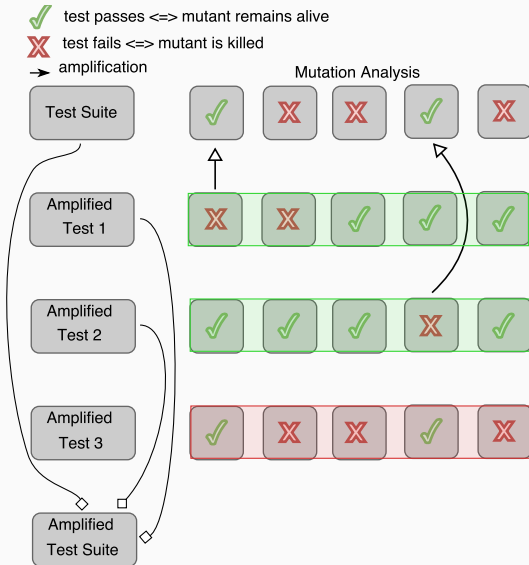 test passes <=> mutant remains alive
test fails <=> mutant is killed
amplification
Mutation Analysis
Test Suite
Amplified
Test 1
Amplified
Test 2
Amplified
Test 3
Amplified
Test Suite